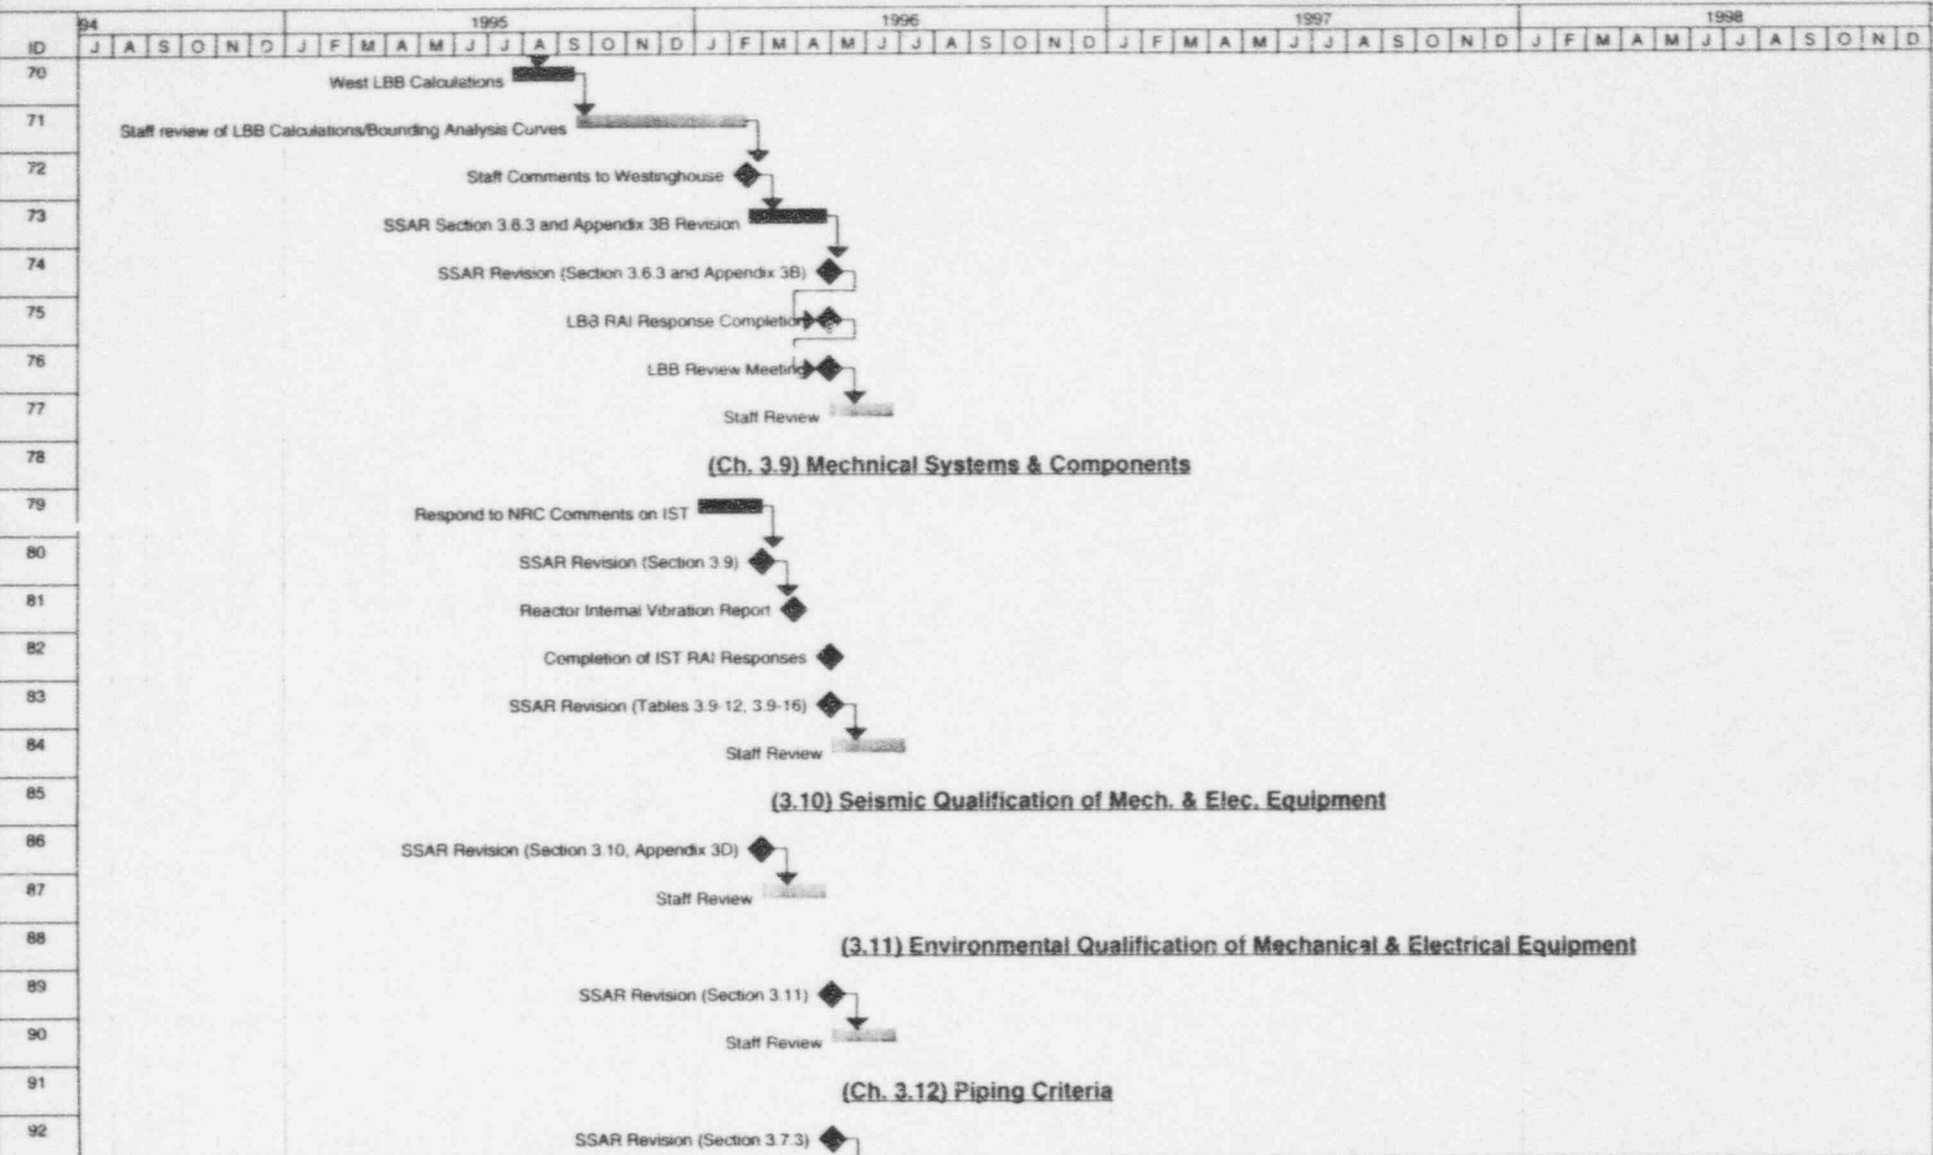 94 1995 1996 1997 1998
ID J A S O N D J F M A M J J A S O N D J F M A M J J A S O N D J F M A M J J A S O N D J F M A M J J A S O N D
70 West LBB Calculations
71 Staff review of LBB Calculations/Bounding Analysis Curves
72 Staff Comments to Westinghouse
73 SSAR Section 3.6.3 and Appendix 3B Revision
74 SSAR Revision (Section 3.6.3 and Appendix 3B)
75 LBB RAI Response Completion
76 LBB Review Meeting
77 Staff Review
78 (Ch. 3.9) Mechnical Systems & Components
79 Respond to NRC Comments on IST
80 SSAR Revision (Section 3.9)
81 Reactor Internal Vibration Report
82 Completion of IST RAI Responses
83 SSAR Revision (Tables 3.9-12, 3.9-16)
84 Staff Review
85 (3.10) Seismic Qualification of Mech. & Elec. Equipment
86 SSAR Revision (Section 3.10, Appendix 3D)
87 Staff Review
88 (3.11) Environmental Qualification of Mechanical & Electrical Equipment
89 SSAR Revision (Section 3.11)
90 Staff Review
91 (Ch. 3.12) Piping Criteria
92 SSAR Revision (Section 3.7.3)